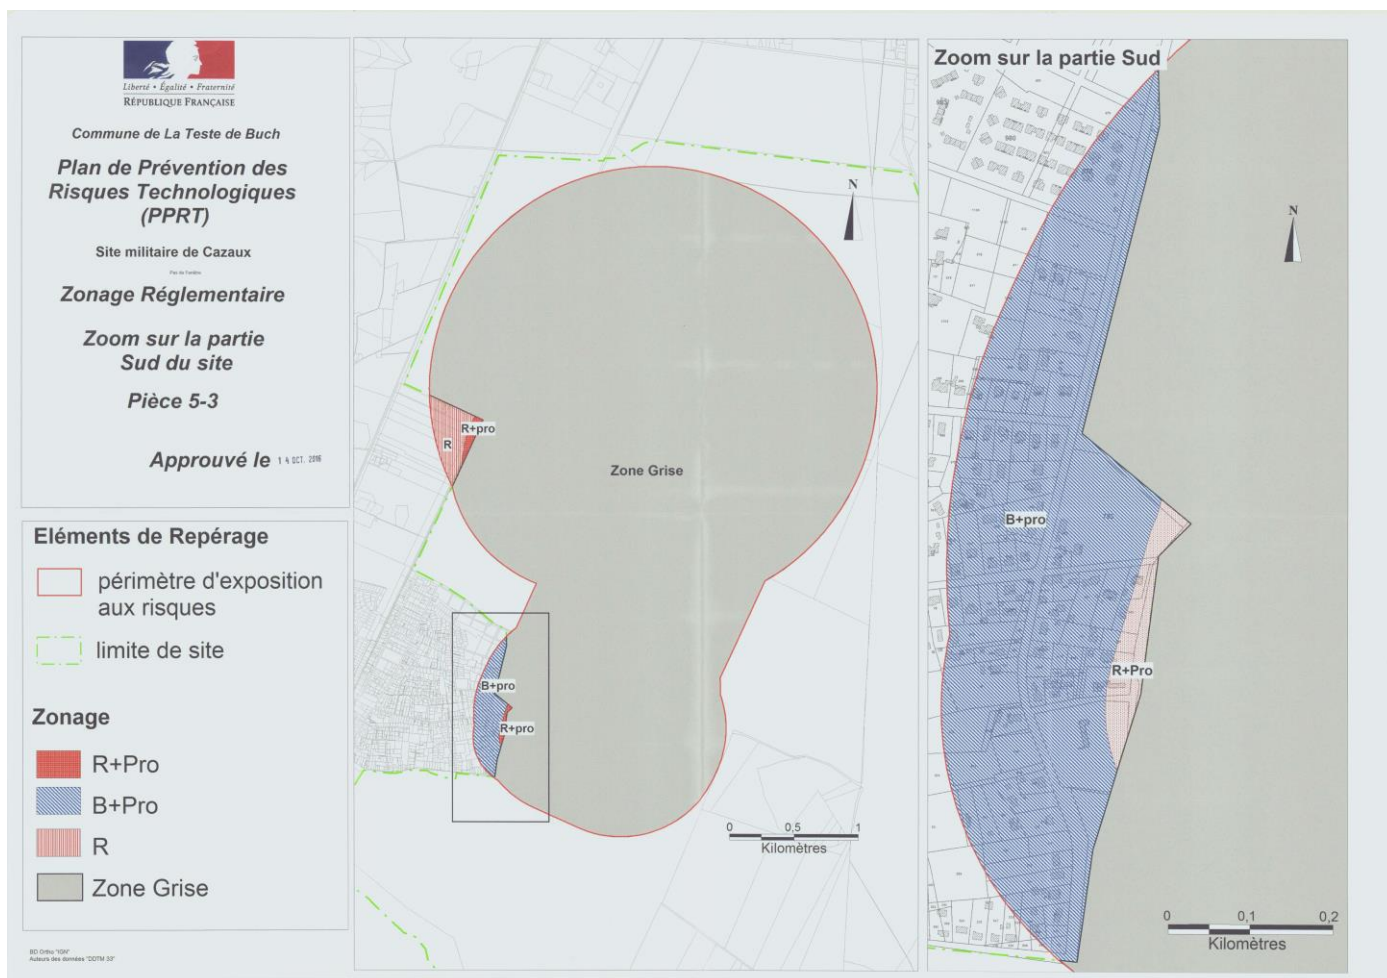 Liberté • Égalité • Fraternité
RÉPUBLIQUE FRANÇAISE
Commune de La Teste de Buch
Plan de Prévention des
Risques Technologiques
(PPRT)
Site militaire de Cazaux
Zonage Réglementaire
Zoom sur la partie
Sud du site
Pièce 5-3
Approuvé le 14 OCT. 2016
Eléments de Repérage
périmètre d'exposition
aux risques
limite de site
Zonage
R+Pro
B+Pro
R
Zone Grise
BD Ortho "IGN"
Auteurs des données "DDTM 33"
N
R+pro
R
Zone Grise
B+pro
R+pro
0 0,5 1
Kilomètres
Zoom sur la partie Sud
N
B+pro
R+Pro
0 0,1 0,2
Kilomètres